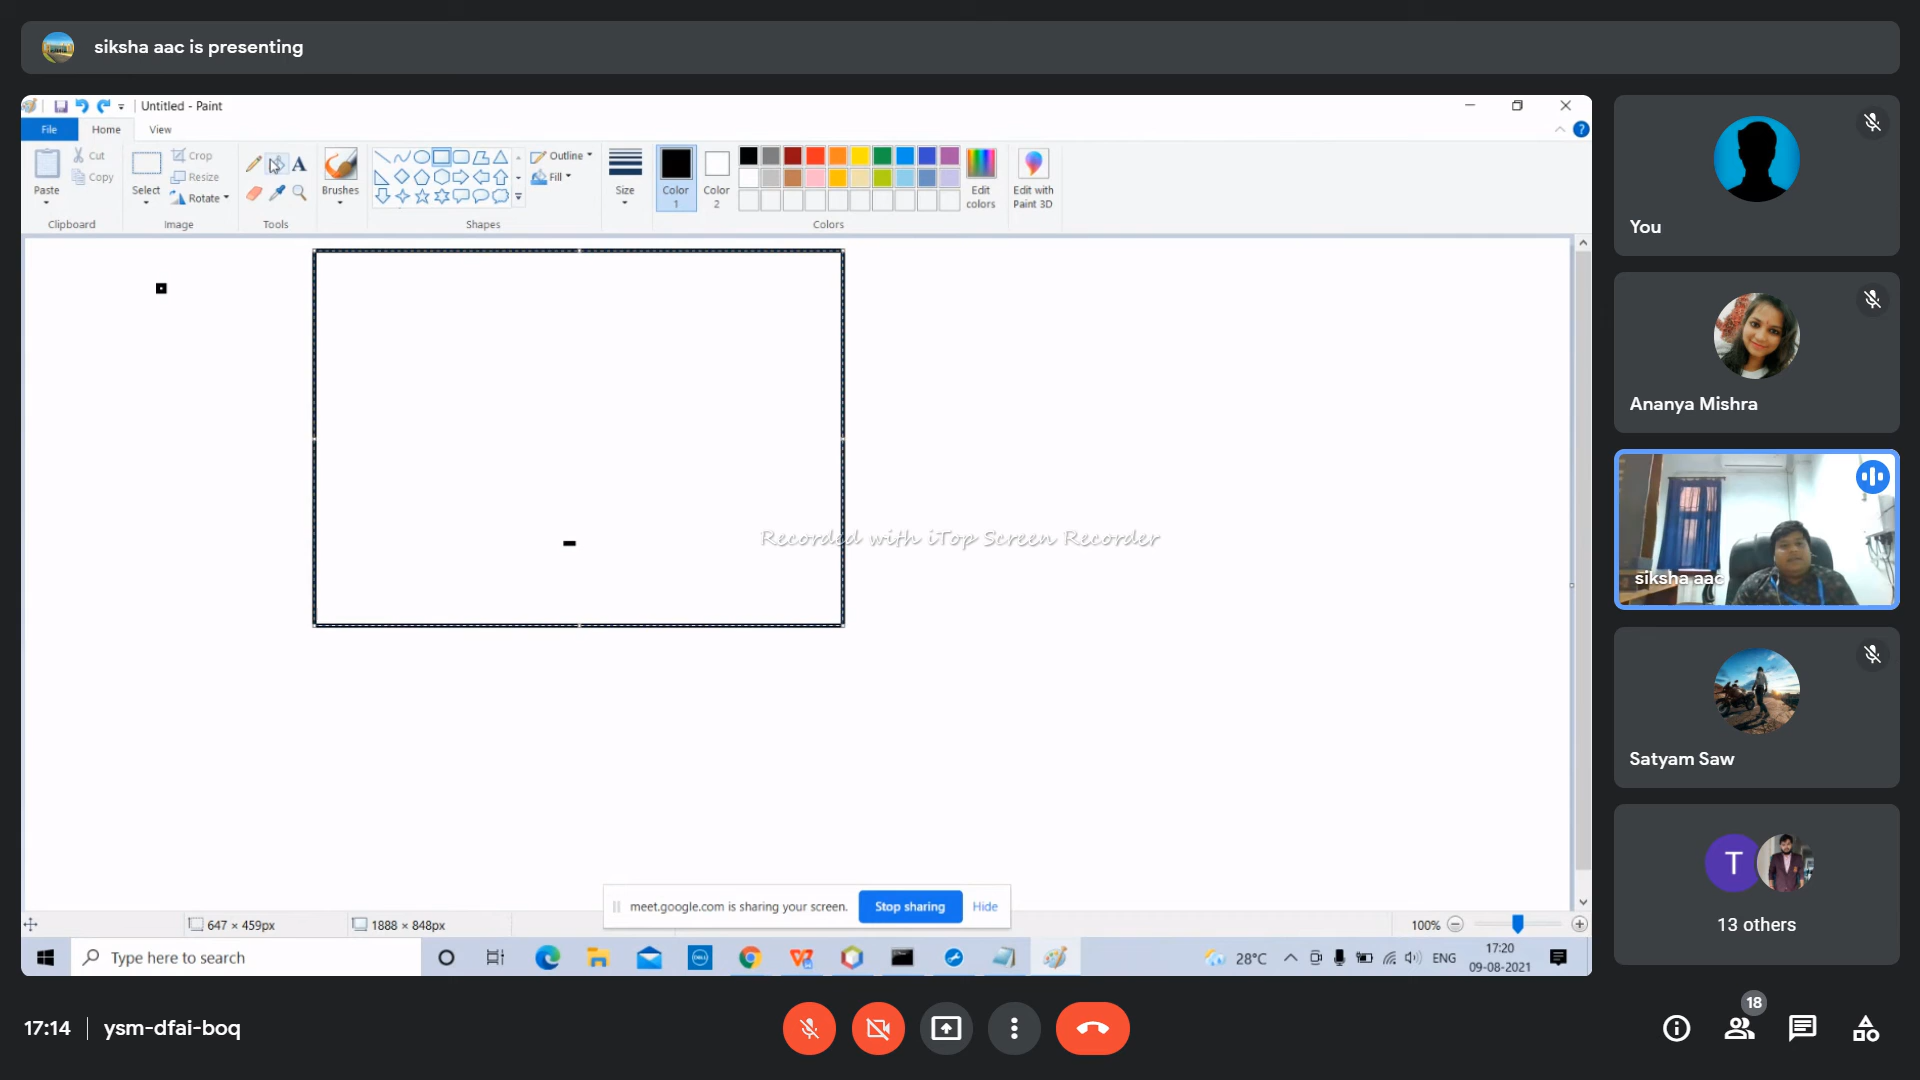 siksha aac is presenting
Untitled - Paint
File
Home
View
Paste
Cut
Copy
Clipboard
Select
Crop
Resize
Rotate
Image
A
Tools
Brushes
Outline
Fill
Shapes
Size
Color 1
Color 2
Edit colors
Colors
Edit with Paint 3D
Recorded with iTop Screen Recorder
meet.google.com is sharing your screen.
Stop sharing
Hide
647 × 459px
1888 × 848px
100%
Type here to search
28°C
ENG
17:20
09-08-2021
You
Ananya Mishra
siksha aac
Satyam Saw
T
13 others
17:14
ysm-dfai-boq
18